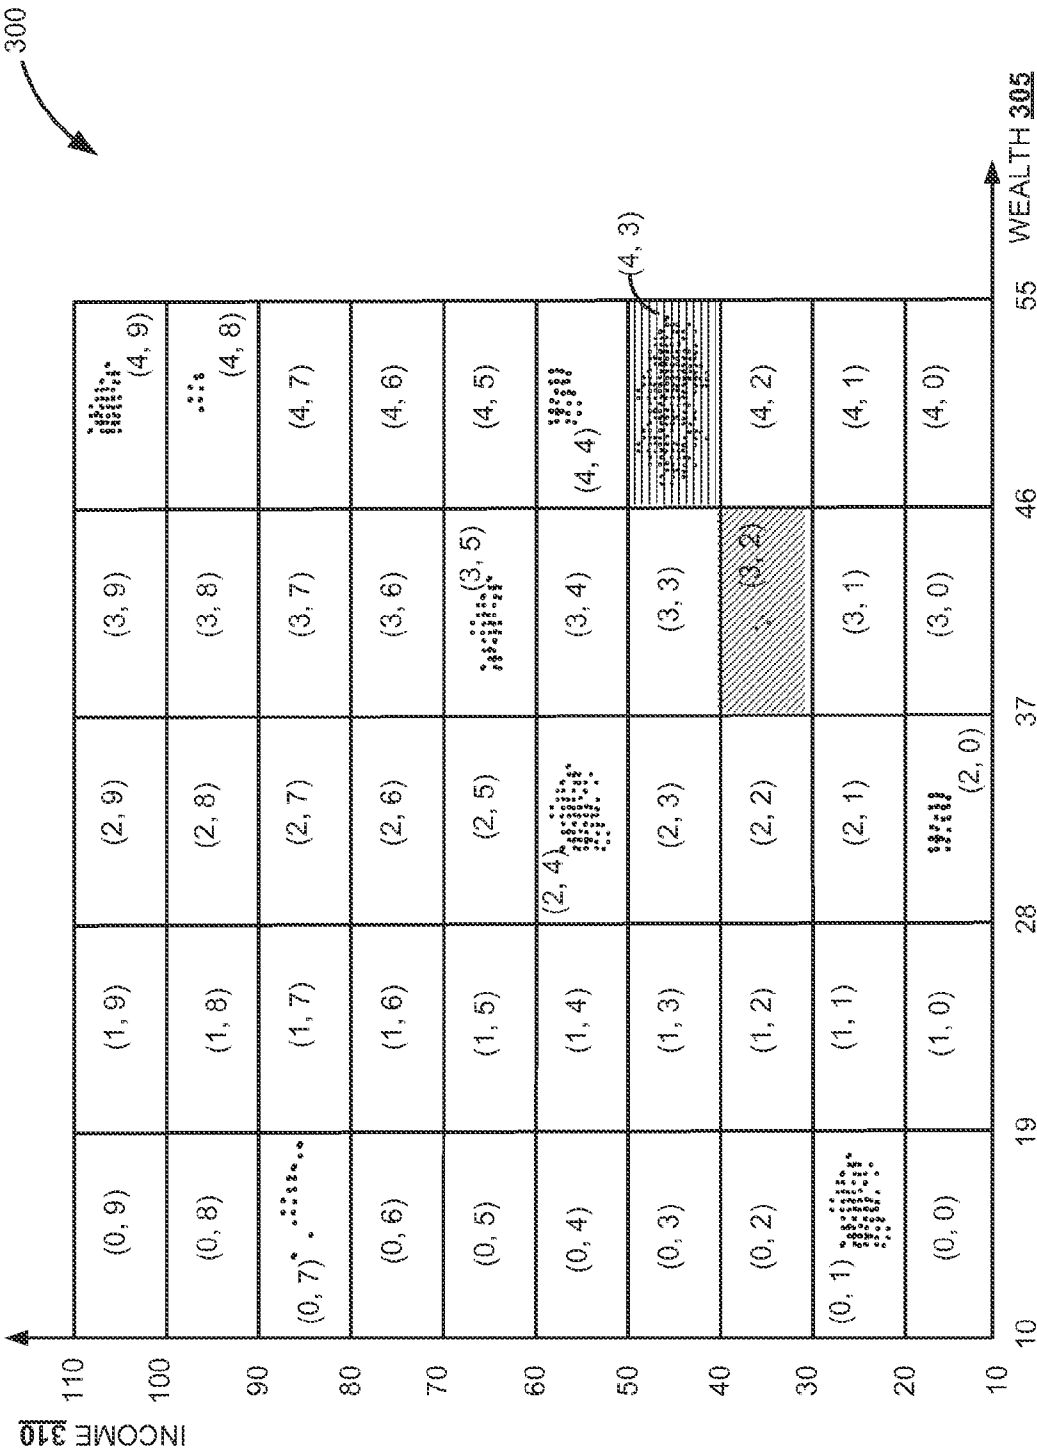 300
INCOME 310
110
100
90
80
70
60
50
40
30
20
10
(0, 9) (1, 9) (2, 9) (3, 9) (4, 9)
(0, 8) (1, 8) (2, 8) (3, 8) (4, 8)
(0, 7) (1, 7) (2, 7) (3, 7) (4, 7)
(0, 6) (1, 6) (2, 6) (3, 6) (4, 6)
(0, 5) (1, 5) (2, 5) (3, 5) (4, 5)
(0, 4) (1, 4) (2, 4) (3, 4) (4, 4)
(0, 3) (1, 3) (2, 3) (3, 3) (4, 3)
(0, 2) (1, 2) (2, 2) (3, 2) (4, 2)
(0, 1) (1, 1) (2, 1) (3, 1) (4, 1)
(0, 0) (1, 0) (2, 0) (3, 0) (4, 0)
10 19 28 37 46 55
WEALTH 305